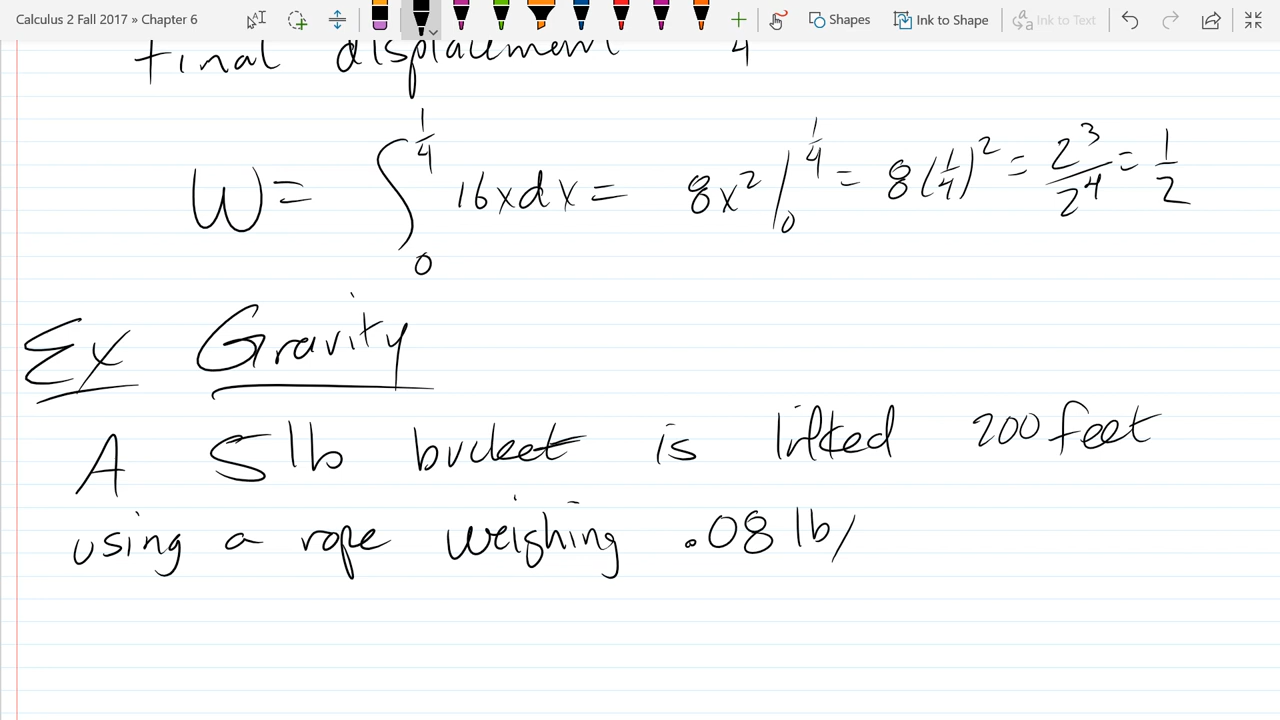 Calculus 2 Fall 2017 » Chapter 6 Shapes Ink to Shape Ink to Text
final displacement 4
W = ∫₀^{1/4} 16x dx = 8x² |₀^{1/4} = 8(1/4)² = 2³/2⁴ = 1/2
Ex Gravity
A 5lb bucket is lifted 200 feet
using a rope weighing .08 lb/